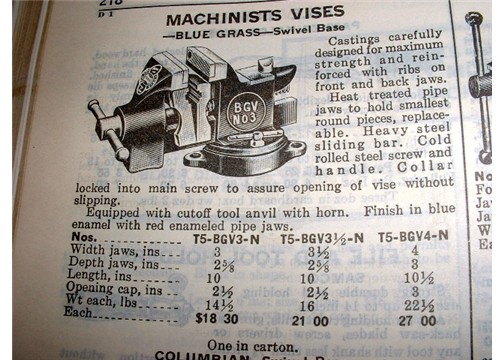 218
D 1
MACHINISTS VISES
—BLUE GRASS—Swivel Base
Castings carefully
designed for maximum
strength and rein-
forced with ribs on
front and back jaws.
Heat treated pipe
jaws to hold smallest
round pieces, replace-
able. Heavy steel
sliding bar. Cold
rolled steel screw and
handle. Collar
BGV
NO3
locked into main screw to assure opening of vise without
slipping.
Equipped with cutoff tool anvil with horn. Finish in blue
enamel with red enameled pipe jaws.
Nos. T5-BGV3-N T5-BGV3½-N T5-BGV4-N
Width jaws, ins 3 3½ 4
Depth jaws, ins 2⅝ 2⅝ 3
Length, ins 10 10 10½
Opening cap, ins 2½ 2½ 3
Wt each, lbs 14½ 16 22½
Each $18 30 21 00 27 00
One in carton.
COLUMBIAN